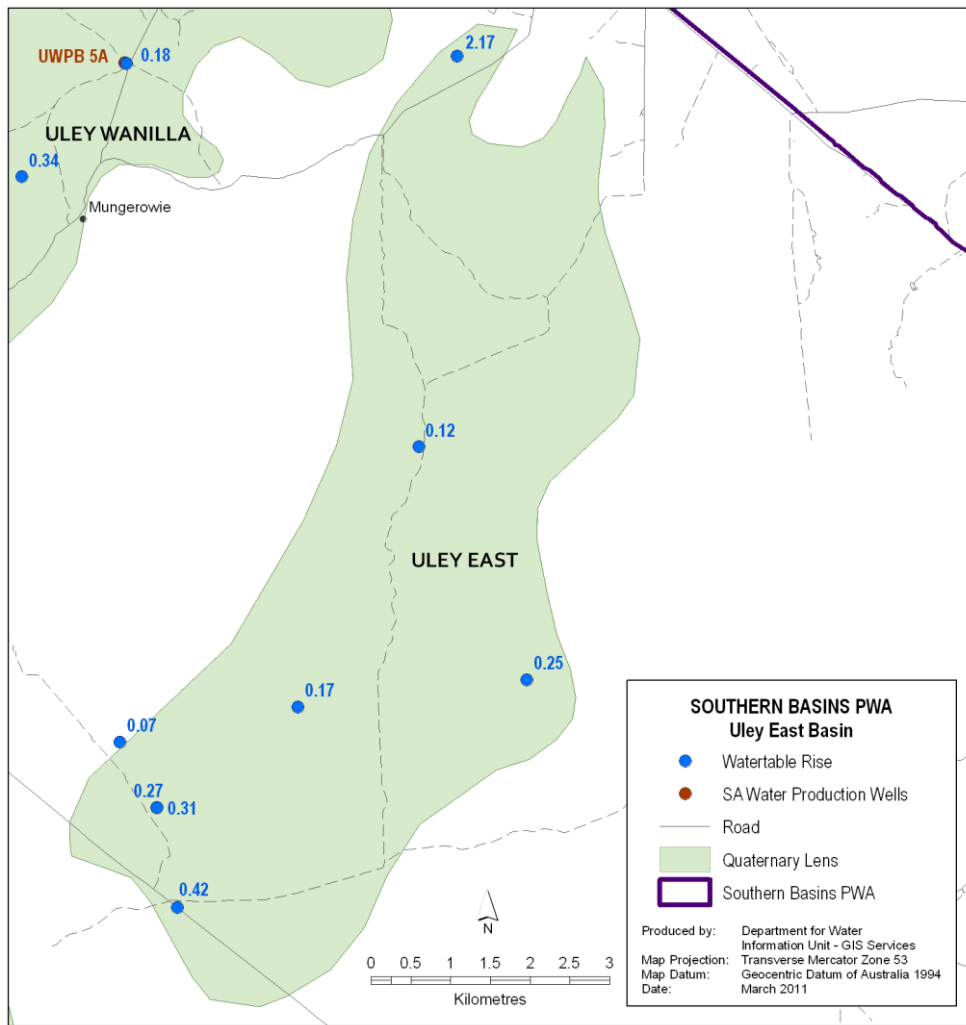 UWPB 5A
0.18
2.17
ULEY WANILLA
0.34
Mungerowie
0.12
ULEY EAST
0.25
0.17
0.07
0.27
0.31
0.42
N
0 0.5 1 1.5 2 2.5 3
Kilometres
SOUTHERN BASINS PWA
Uley East Basin
Watertable Rise
SA Water Production Wells
Road
Quaternary Lens
Southern Basins PWA
Produced by: Department for Water
Information Unit - GIS Services
Map Projection: Transverse Mercator Zone 53
Map Datum: Geocentric Datum of Australia 1994
Date: March 2011